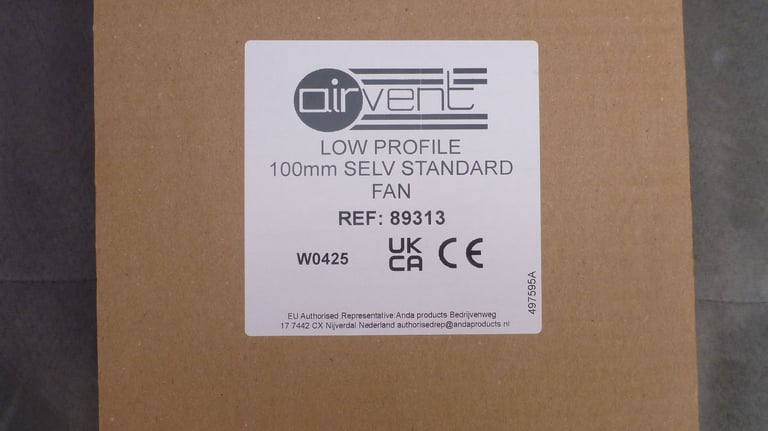 airvent
LOW PROFILE
100mm SELV STANDARD
FAN
REF: 89313
W0425
UK
CA
CE
497595A
EU Authorised Representative:Anda products Bedrijvenweg
17 7442 CX Nijverdal Nederland authorisedrep@andaproducts.nl